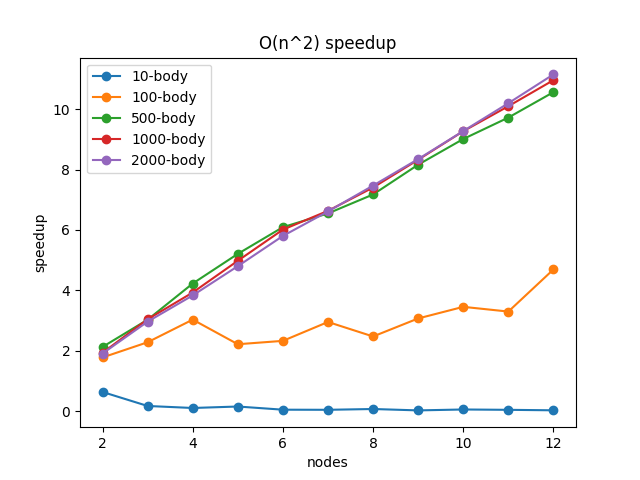 O(n^2) speedup
10-body
100-body
500-body
1000-body
2000-body
speedup
10
8
6
4
2
0
2 4 6 8 10 12
nodes